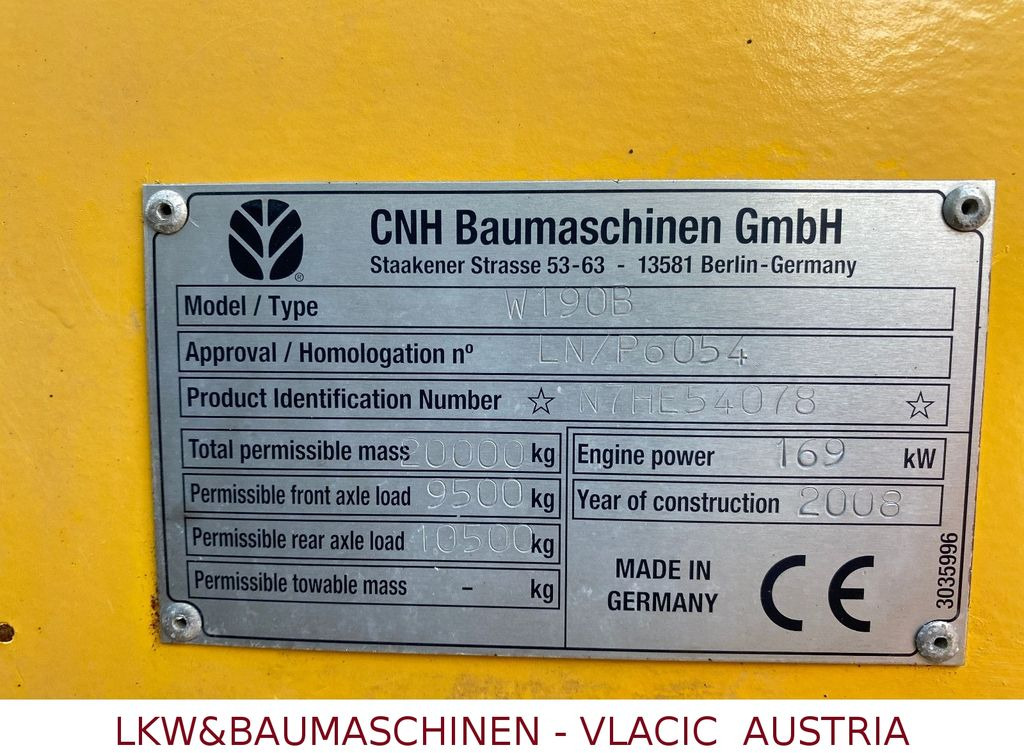 CNH Baumaschinen GmbH
Staakener Strasse 53-63 - 13581 Berlin-Germany
Model / Type W190B
Approval / Homologation nº LN/P6054
Product Identification Number ☆ N7HE54078 ☆
Total permissible mass 20000 kg
Permissible front axle load 9500 kg
Permissible rear axle load 10500 kg
Permissible towable mass - kg
Engine power 169 kW
Year of construction 2008
MADE IN
GERMANY
CE
3035996
LKW&BAUMASCHINEN - VLACIC AUSTRIA